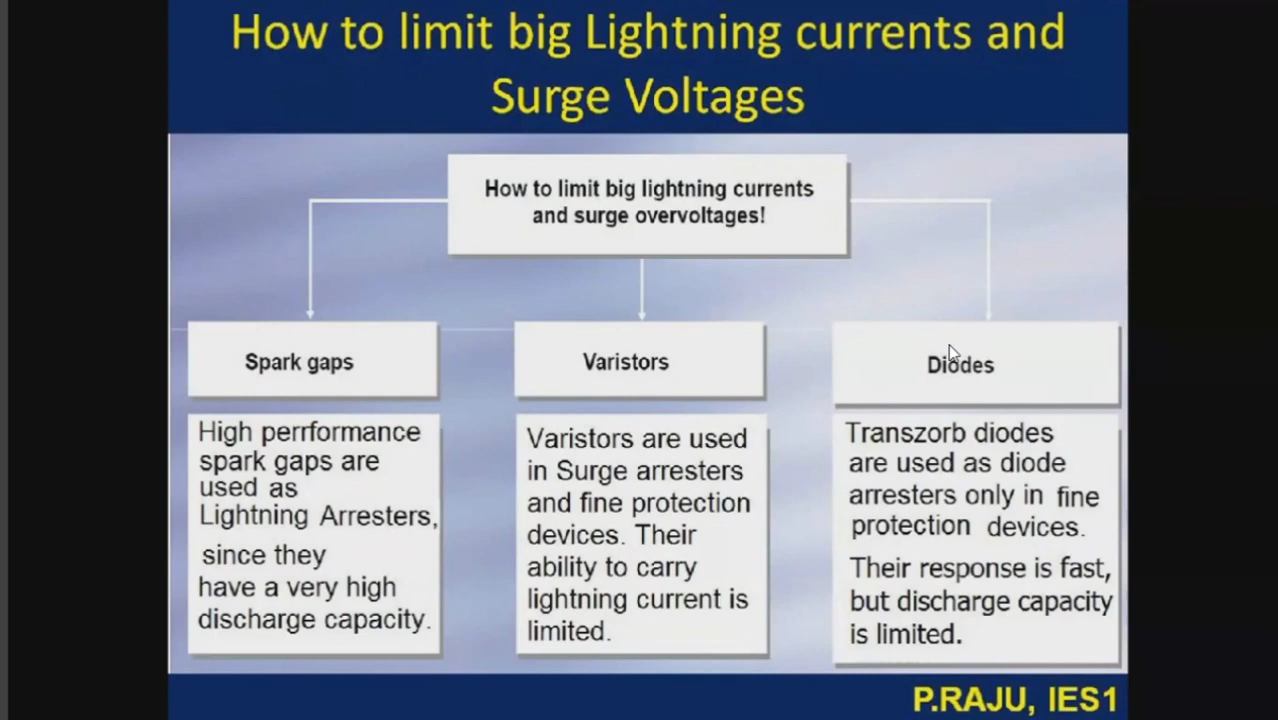 How to limit big Lightning currents and
Surge Voltages
How to limit big lightning currents
and surge overvoltages!
Spark gaps
High perrformance
spark gaps are
used as
Lightning Arresters,
since they
have a very high
discharge capacity.
Varistors
Varistors are used
in Surge arresters
and fine protection
devices. Their
ability to carry
lightning current is
limited.
Diodes
Transzorb diodes
are used as diode
arresters only in fine
protection devices.
Their response is fast,
but discharge capacity
is limited.
P.RAJU, IES1